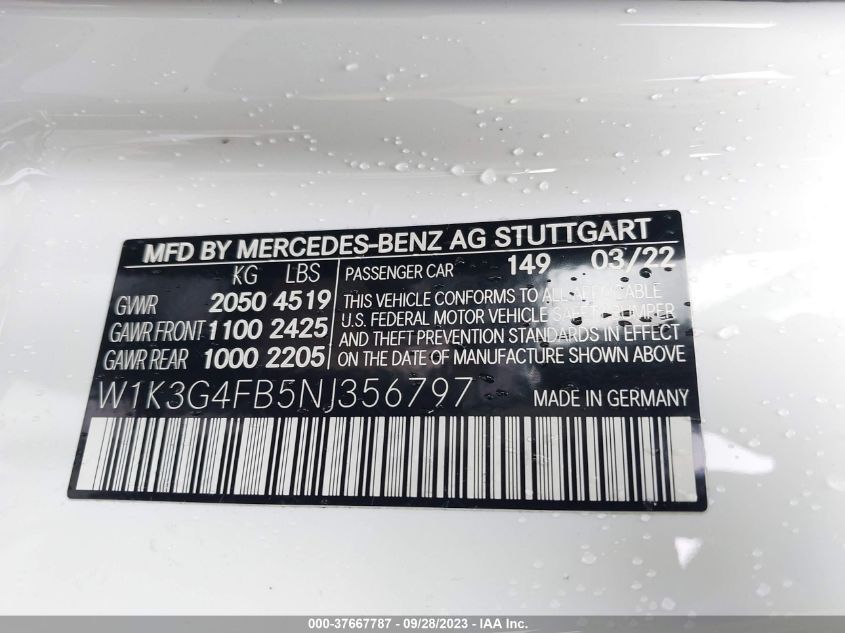 MFD BY MERCEDES-BENZ AG STUTTGART
KG LBS
PASSENGER CAR 149 03/22
GVWR 2050 4519
GAWR FRONT 1100 2425
GAWR REAR 1000 2205
THIS VEHICLE CONFORMS TO ALL APPLICABLE
U.S. FEDERAL MOTOR VEHICLE SAFETY BUMPER
AND THEFT PREVENTION STANDARDS IN EFFECT
ON THE DATE OF MANUFACTURE SHOWN ABOVE
W1K3G4FB5NJ356797
MADE IN GERMANY
000-37667787 - 09/28/2023 - © IAA Inc.